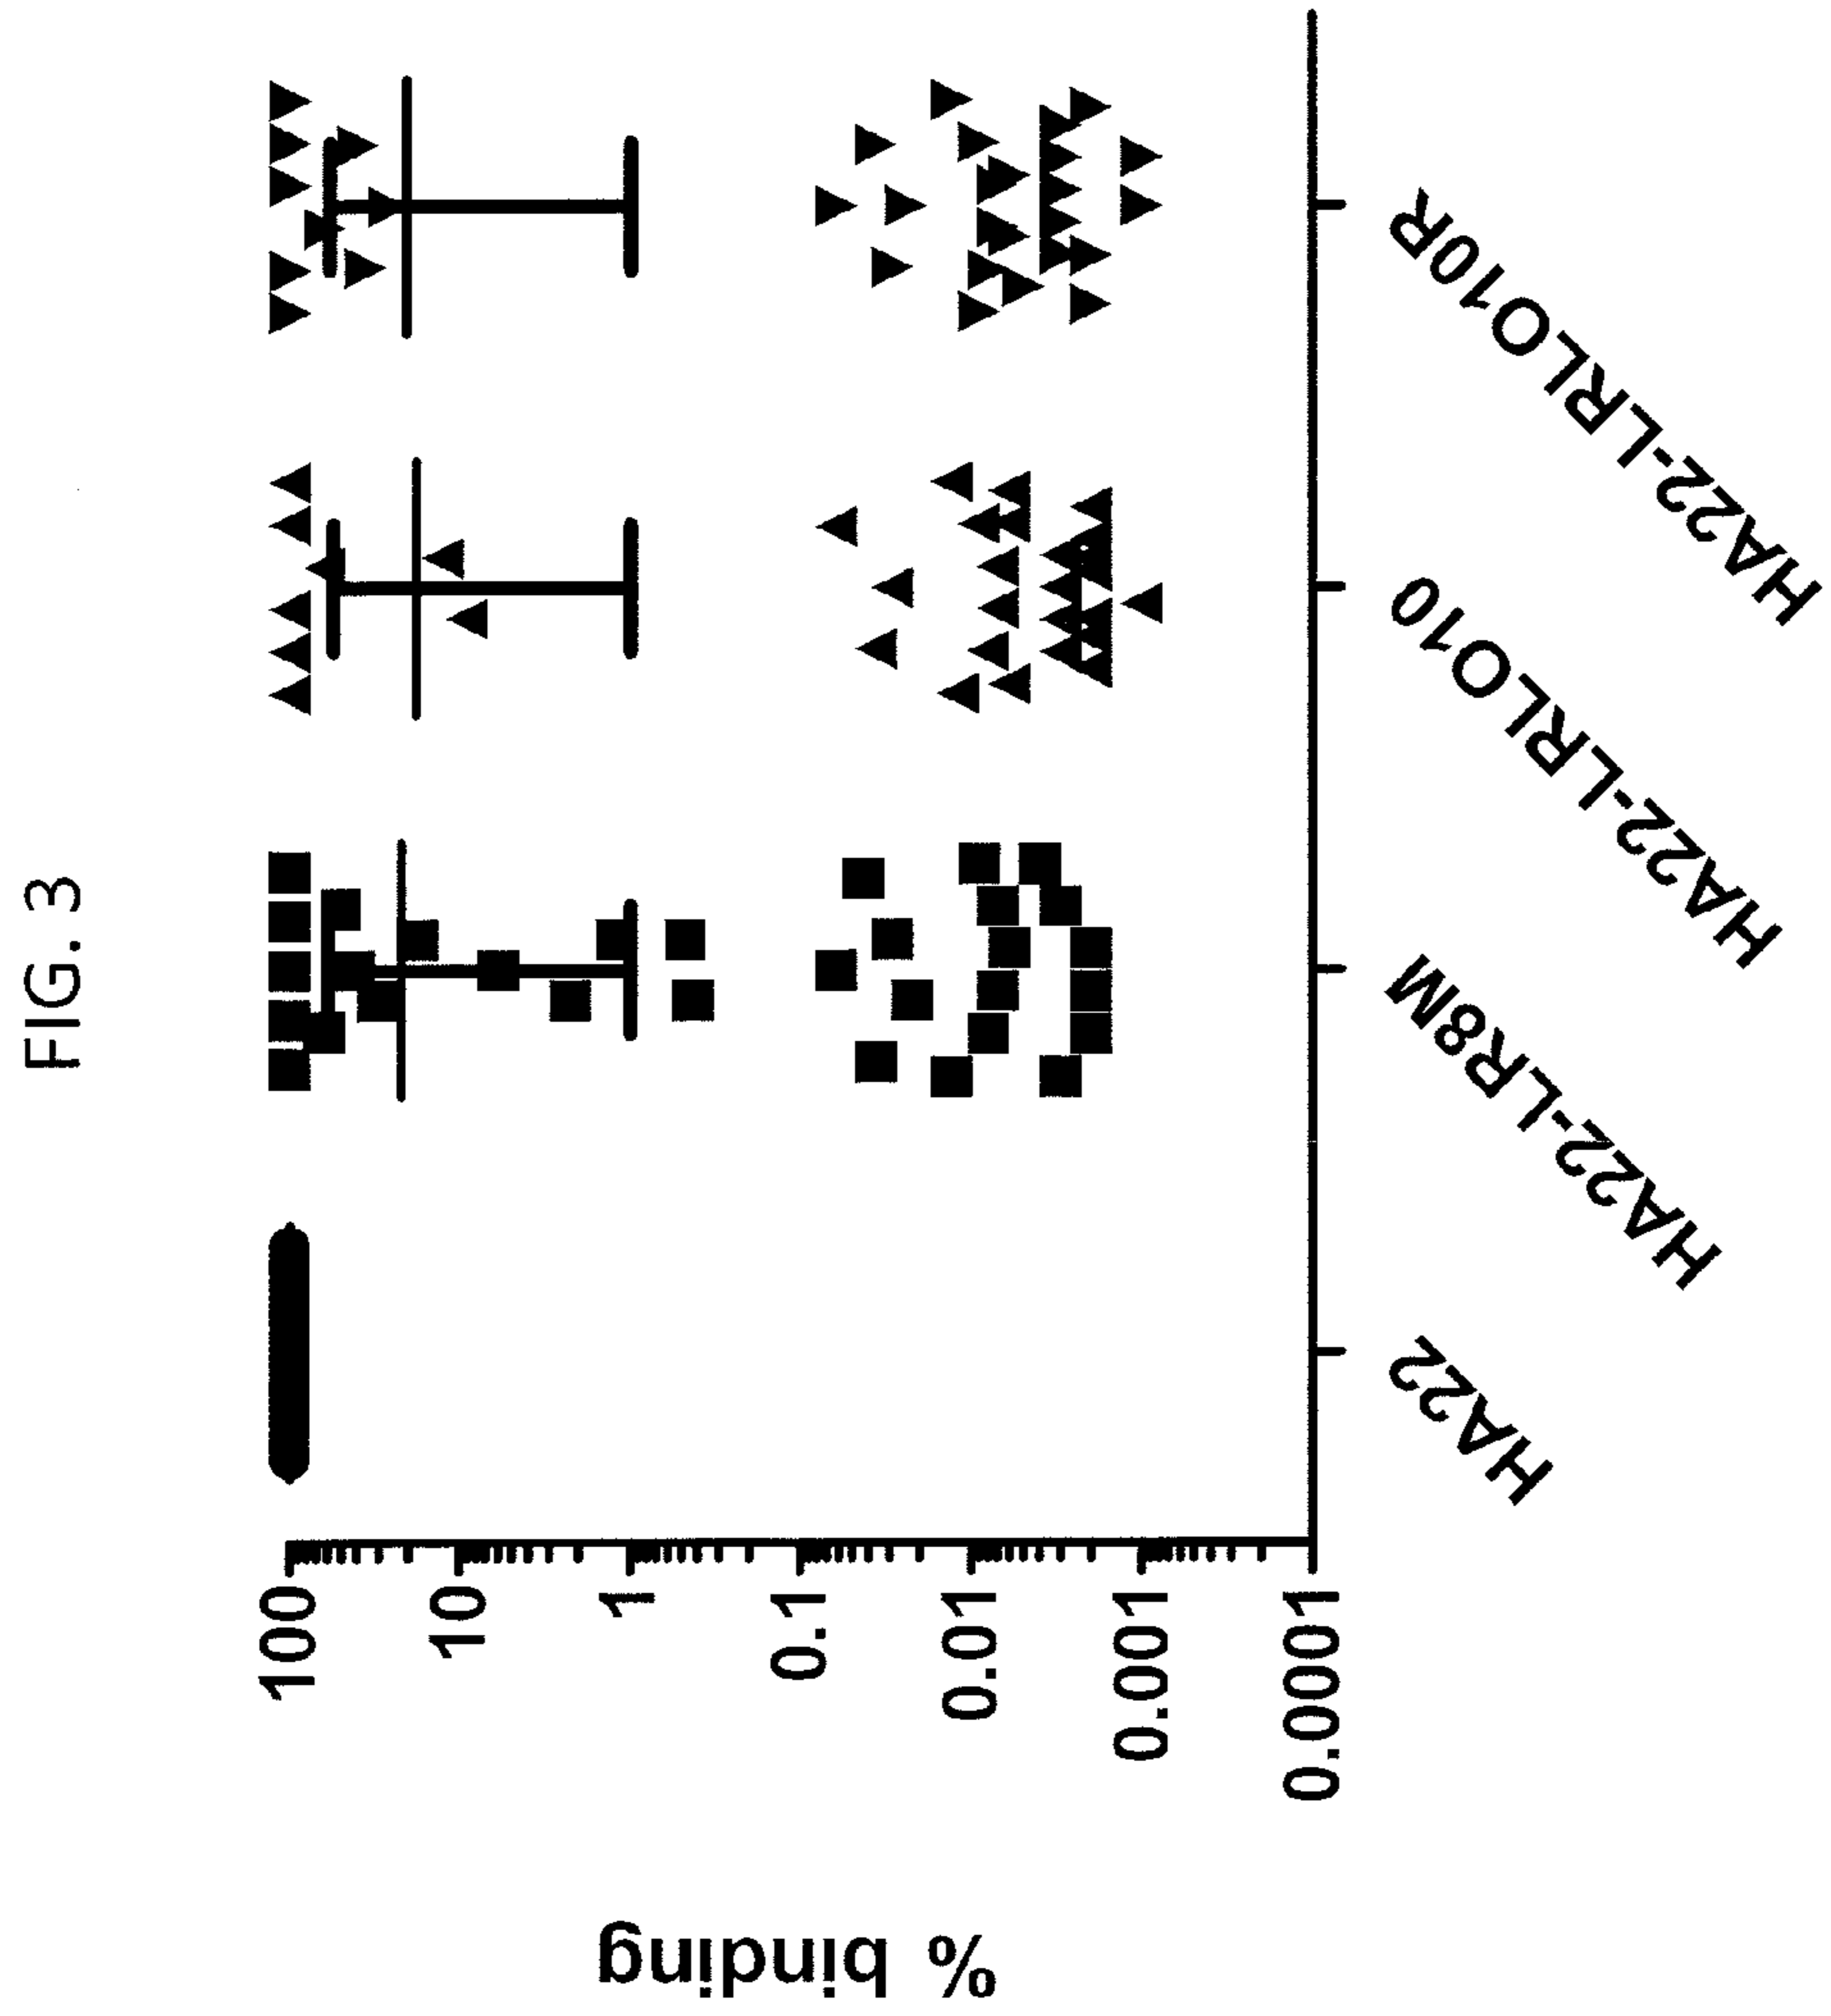 FIG. 3
% binding
100
10
1
0.1
0.01
0.001
0.0001
HA22
HA22-LR8M
HA22-LRLO10
HA22-LRLO10R